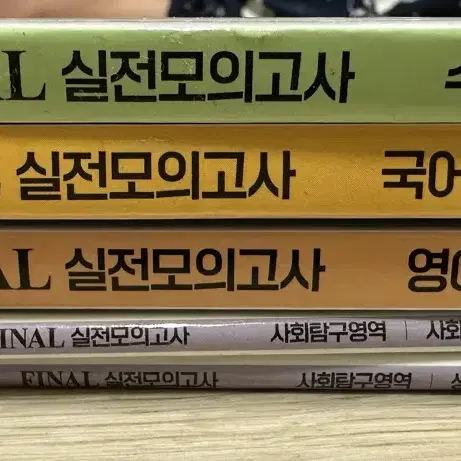 AL 실전모의고사 수
실전모의고사 국어
AL 실전모의고사 영어
FINAL 실전모의고사 사회탐구영역 | 사회
FINAL 실전모의고사 사회탐구영역 |